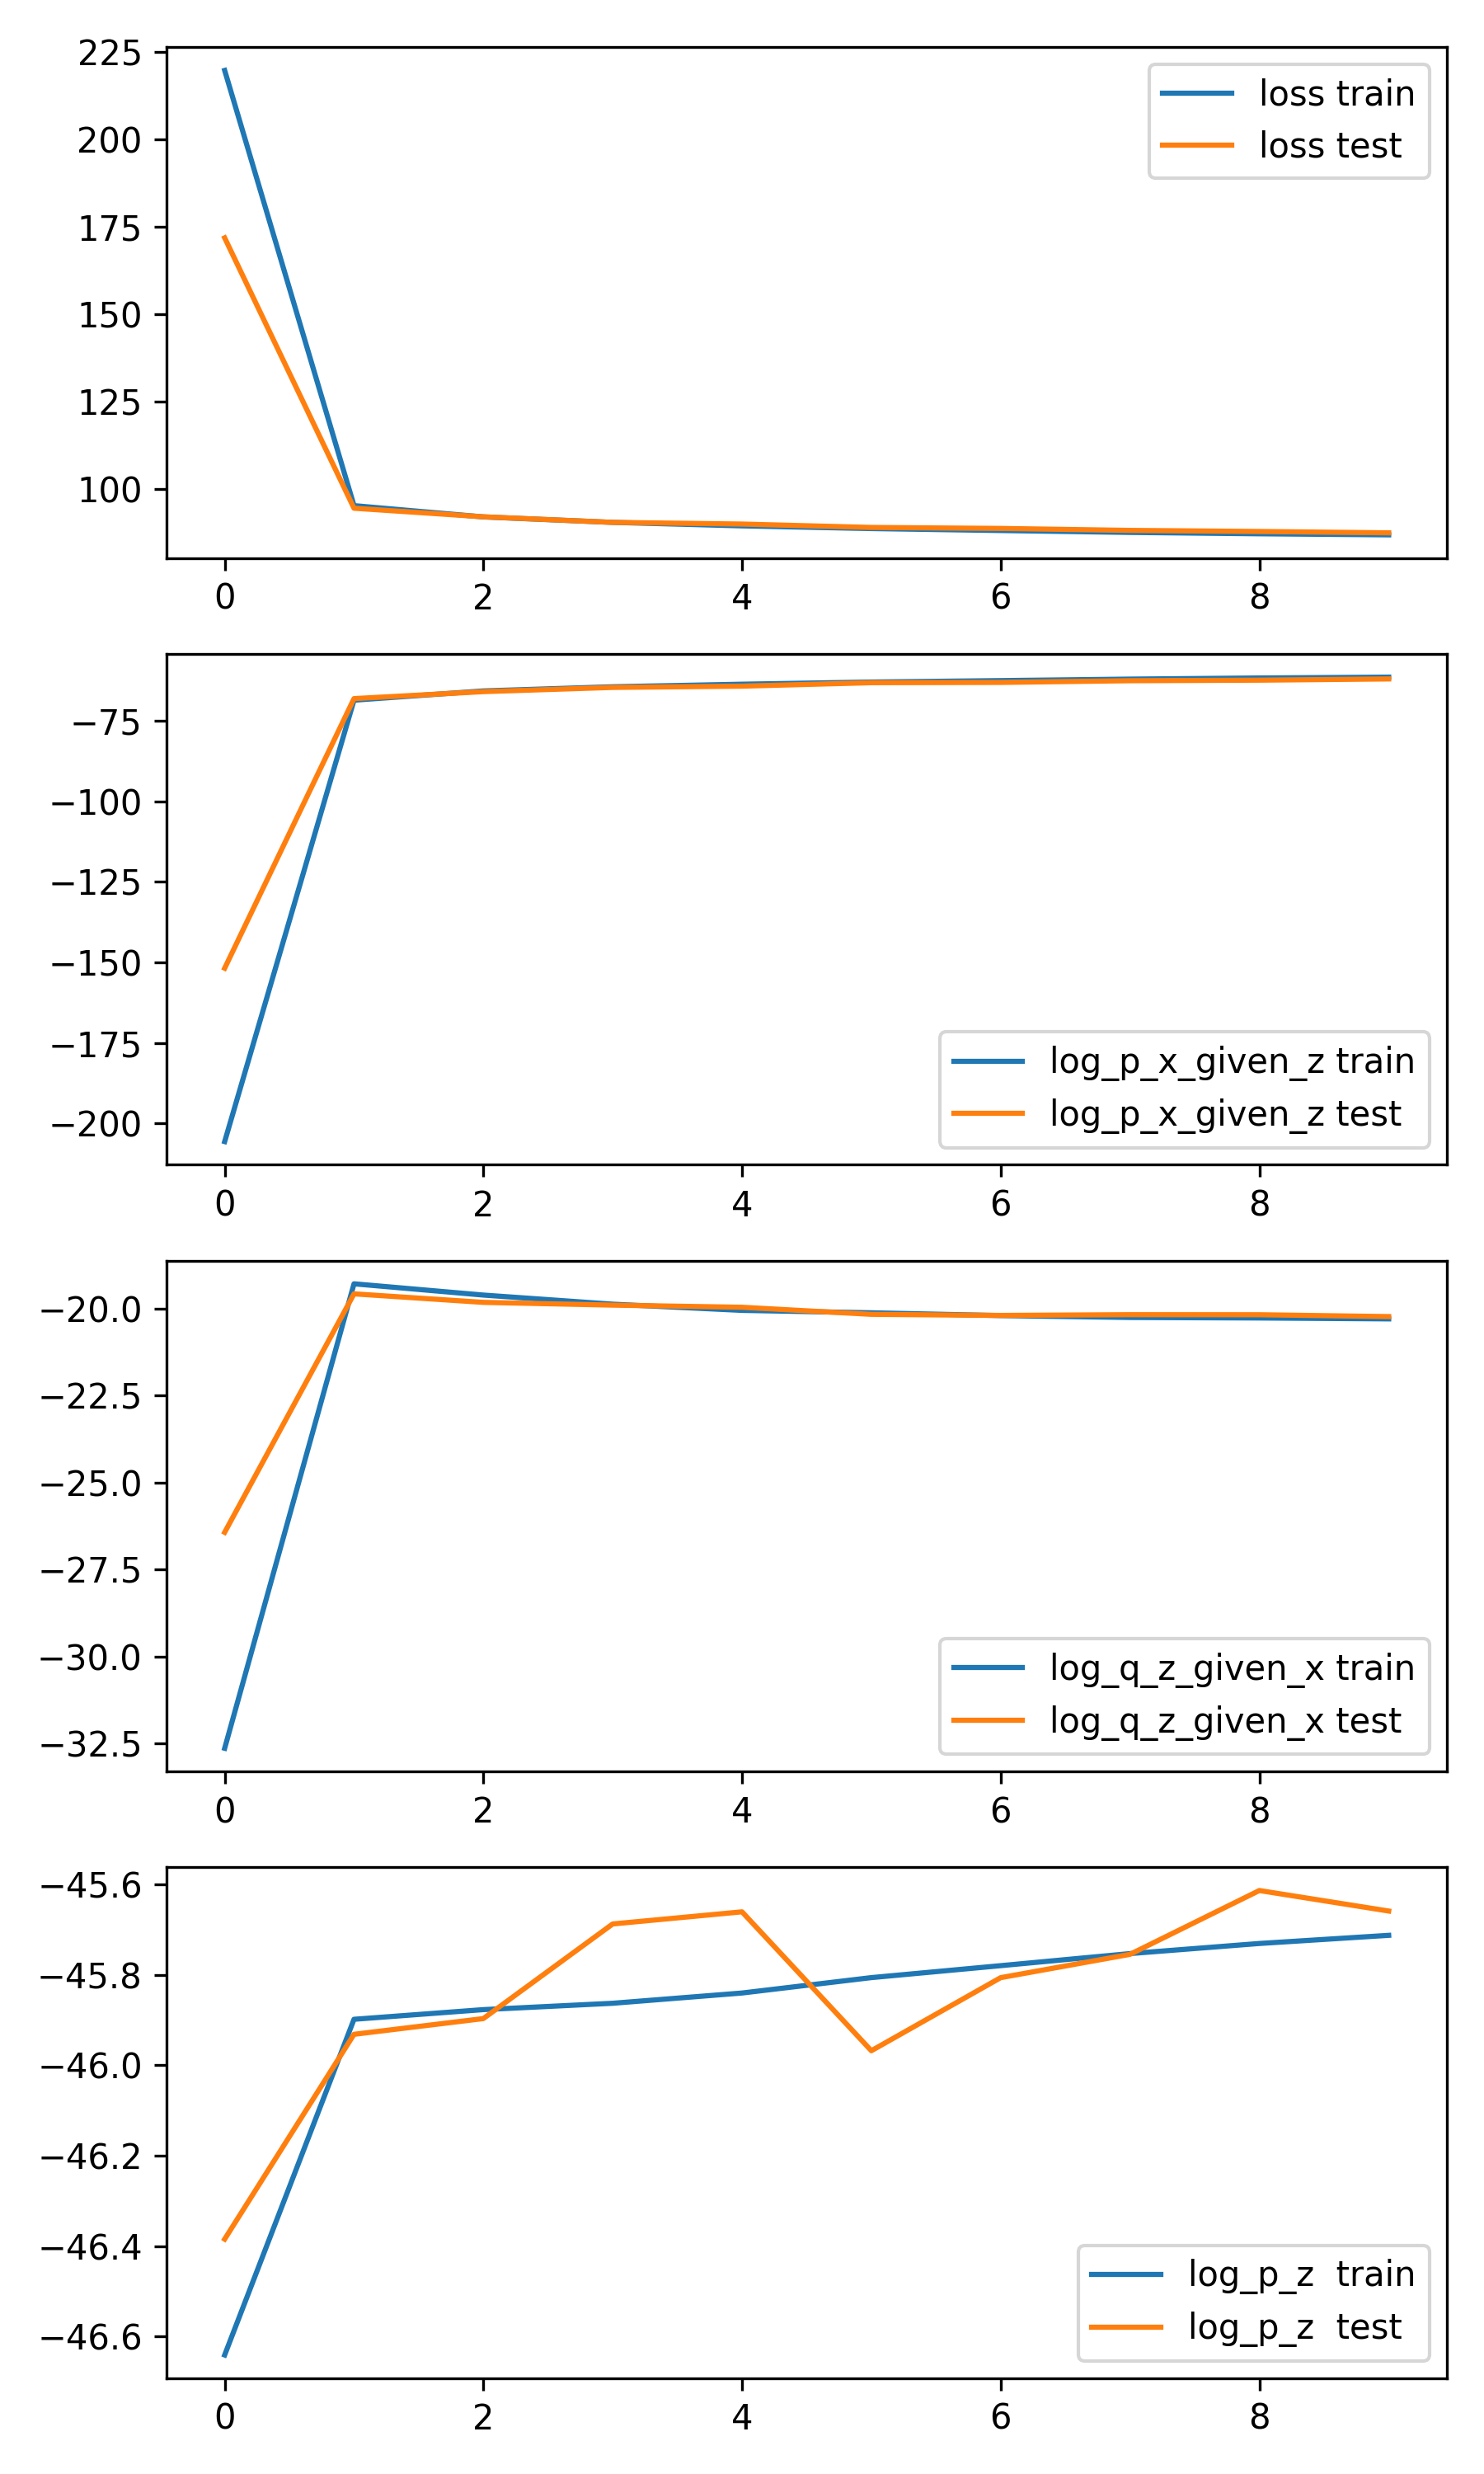 225
200
175
150
125
100
loss train
loss test
0 2 4 6 8
−75
−100
−125
−150
−175
−200
log_p_x_given_z train
log_p_x_given_z test
0 2 4 6 8
−20.0
−22.5
−25.0
−27.5
−30.0
−32.5
log_q_z_given_x train
log_q_z_given_x test
0 2 4 6 8
−45.6
−45.8
−46.0
−46.2
−46.4
−46.6
log_p_z  train
log_p_z  test
0 2 4 6 8